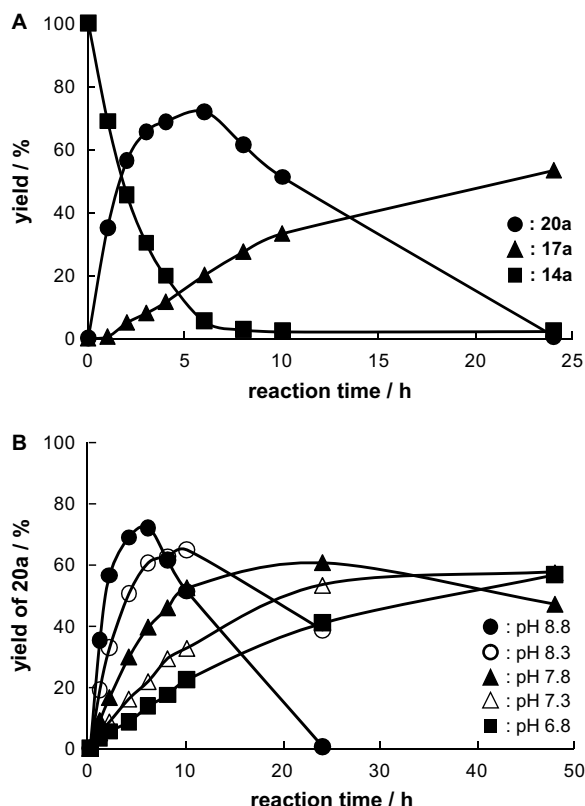 A
100
80
60
40
20
0
yield / %
0 5 10 15 20 25
reaction time / h
● : 20a
▲ : 17a
■ : 14a
B
100
80
60
40
20
0
yield of 20a / %
0 10 20 30 40 50
reaction time / h
● : pH 8.8
○ : pH 8.3
▲ : pH 7.8
△ : pH 7.3
■ : pH 6.8